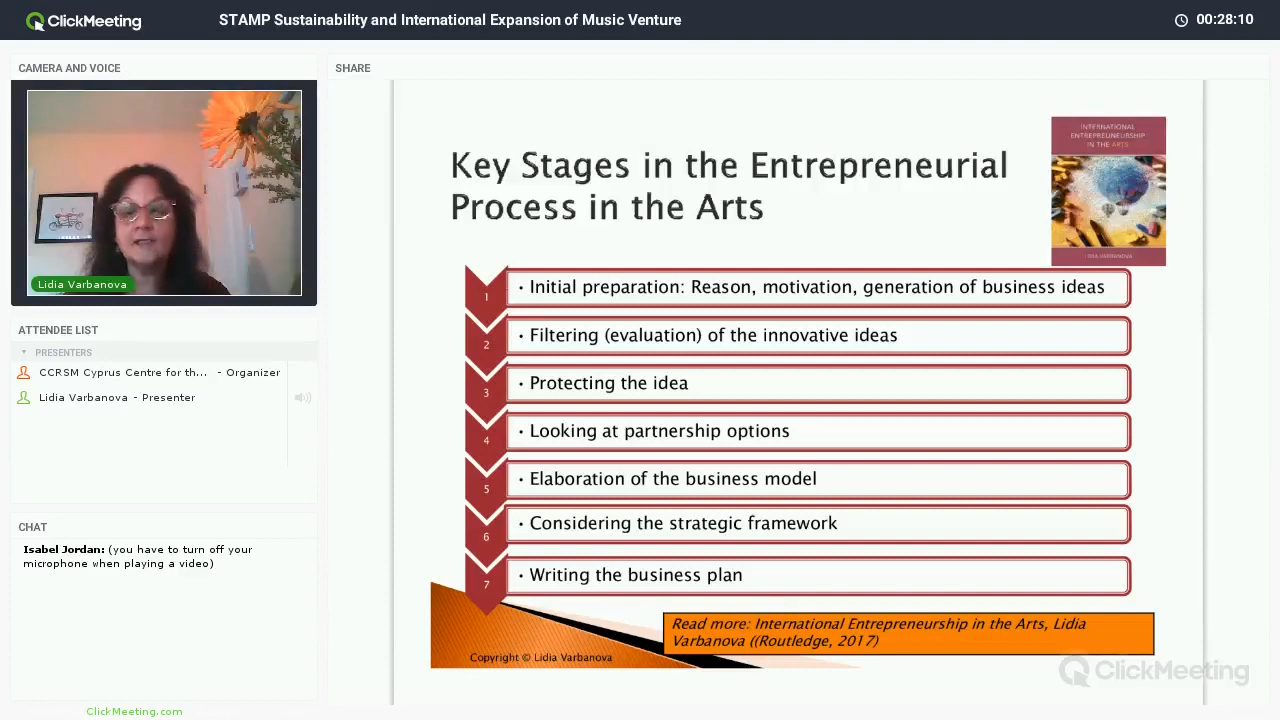 ClickMeeting
STAMP Sustainability and International Expansion of Music Venture
00:28:10
CAMERA AND VOICE
Lidia Varbanova
ATTENDEE LIST
PRESENTERS
CCRSM Cyprus Centre for th... - Organizer
Lidia Varbanova - Presenter
CHAT
Isabel Jordan: (you have to turn off your
microphone when playing a video)
ClickMeeting.com
SHARE
Key Stages in the Entrepreneurial
Process in the Arts
INTERNATIONAL
ENTREPRENEURSHIP
IN THE ARTS
LIDIA VARBANOVA
1
• Initial preparation: Reason, motivation, generation of business ideas
2
• Filtering (evaluation) of the innovative ideas
3
• Protecting the idea
4
• Looking at partnership options
5
• Elaboration of the business model
6
• Considering the strategic framework
7
• Writing the business plan
Read more: International Entrepreneurship in the Arts, Lidia
Varbanova ((Routledge, 2017)
Copyright © Lidia Varbanova
ClickMeeting